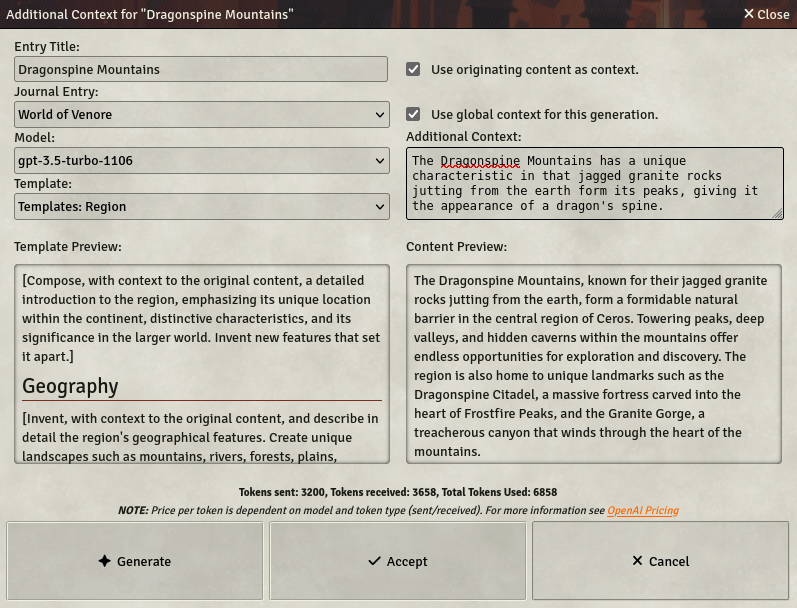 Additional Context for "Dragonspine Mountains"
Close
Entry Title:
Dragonspine Mountains
Use originating content as context.
Journal Entry:
World of Venore
Use global context for this generation.
Model:
Additional Context:
gpt-3.5-turbo-1106
The Dragonspine Mountains has a unique
characteristic in that jagged granite rocks
jutting from the earth form its peaks, giving it
the appearance of a dragon's spine.
Template:
Templates: Region
Template Preview:
[Compose, with context to the original content, a detailed
introduction to the region, emphasizing its unique location
within the continent, distinctive characteristics, and its
significance in the larger world. Invent new features that set
it apart.]
Geography
[Invent, with context to the original content, and describe in
detail the region's geographical features. Create unique
landscapes such as mountains, rivers, forests, plains,
Content Preview:
The Dragonspine Mountains, known for their jagged granite
rocks jutting from the earth, form a formidable natural
barrier in the central region of Ceros. Towering peaks, deep
valleys, and hidden caverns within the mountains offer
endless opportunities for exploration and discovery. The
region is also home to unique landmarks such as the
Dragonspine Citadel, a massive fortress carved into the
heart of Frostfire Peaks, and the Granite Gorge, a
treacherous canyon that winds through the heart of the
mountains.
Tokens sent: 3200, Tokens received: 3658, Total Tokens Used: 6858
NOTE: Price per token is dependent on model and token type (sent/received). For more information see OpenAI Pricing
Generate
Accept
Cancel